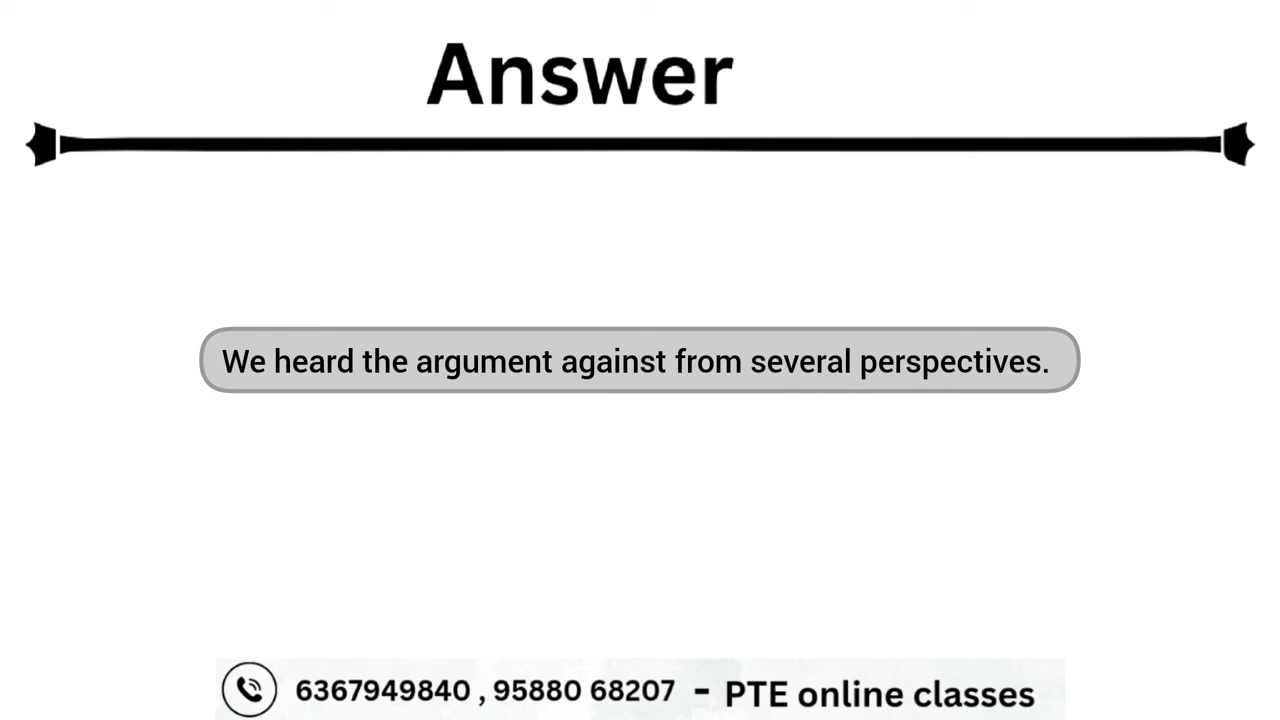 Answer
We heard the argument against from several perspectives.
6367949840 , 95880 68207 - PTE online classes